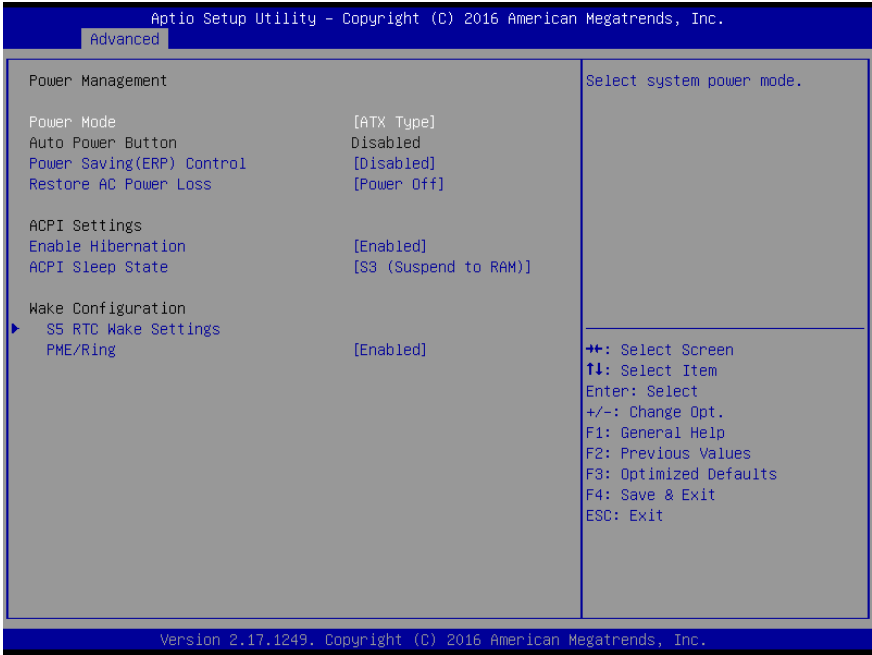 Aptio Setup Utility – Copyright (C) 2016 American Megatrends, Inc.
Advanced
Power Management
Select system power mode.
Power Mode [ATX Type]
Auto Power Button Disabled
Power Saving(ERP) Control [Disabled]
Restore AC Power Loss [Power Off]
ACPI Settings
Enable Hibernation [Enabled]
ACPI Sleep State [S3 (Suspend to RAM)]
Wake Configuration
S5 RTC Wake Settings
PME/Ring [Enabled]
→←: Select Screen
↑↓: Select Item
Enter: Select
+/-: Change Opt.
F1: General Help
F2: Previous Values
F3: Optimized Defaults
F4: Save & Exit
ESC: Exit
Version 2.17.1249. Copyright (C) 2016 American Megatrends, Inc.